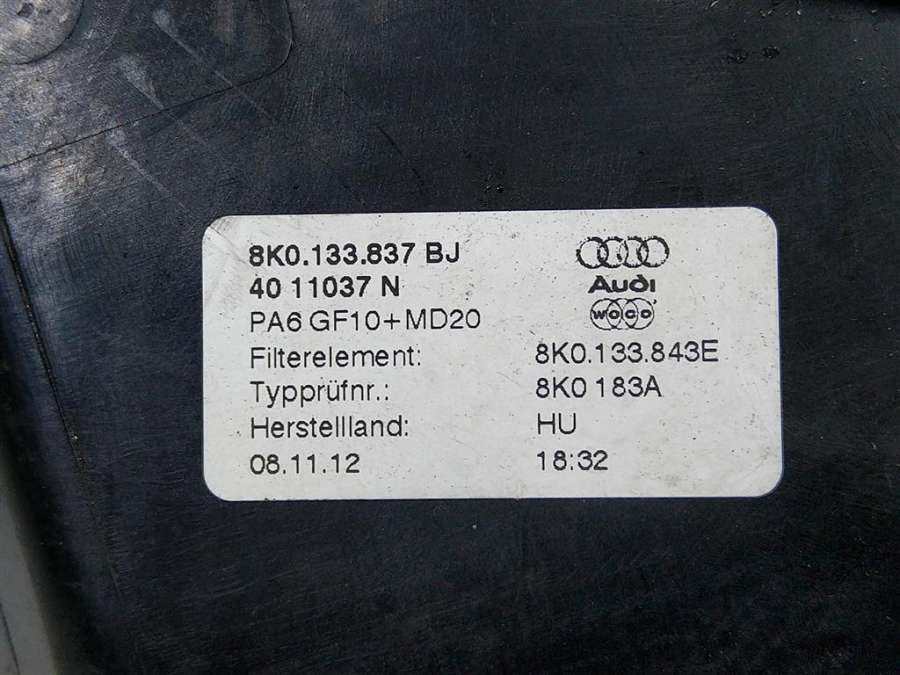 8K0.133.837 BJ
40 11037 N
Audi
PA6 GF10+MD20
woco
Filterelement: 8K0.133.843E
Typprüfnr.: 8K0 183A
Herstellland: HU
08.11.12 18:32